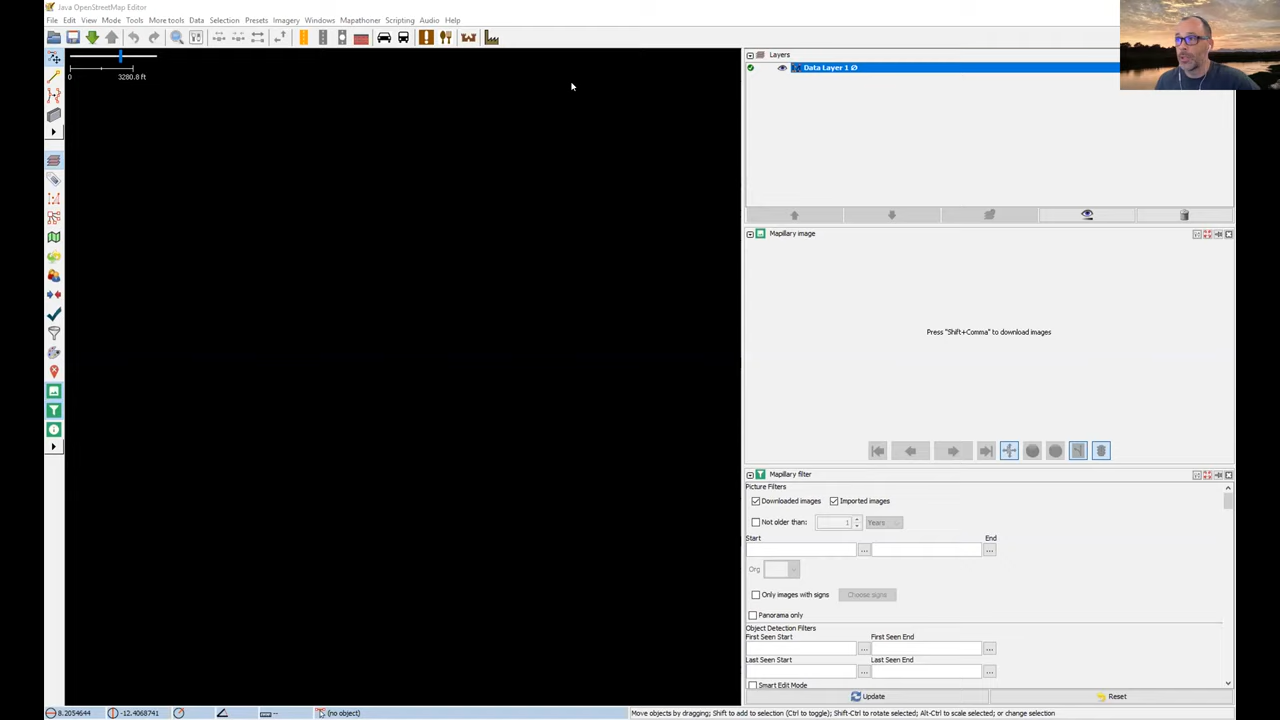 Java OpenStreetMap Editor
File Edit View Mode Tools More tools Data Selection Presets Imagery Windows Mapathoner Scripting Audio Help
0 3280.8 ft
Layers
Data Layer 1
Mapillary image
Press "Shift+Comma" to download images
Mapillary filter
Picture Filters
Downloaded images Imported images
Not older than: 1 Years
Start End
... ...
Org
Only images with signs Choose signs
Panorama only
Object Detection Filters
First Seen Start First Seen End
... ...
Last Seen Start Last Seen End
... ...
Smart Edit Mode
Update Reset
8.2054644 -12.4068741 -- (no object) Move objects by dragging; Shift to add to selection (Ctrl to toggle); Shift-Ctrl to rotate selected; Alt-Ctrl to scale selected; or change selection